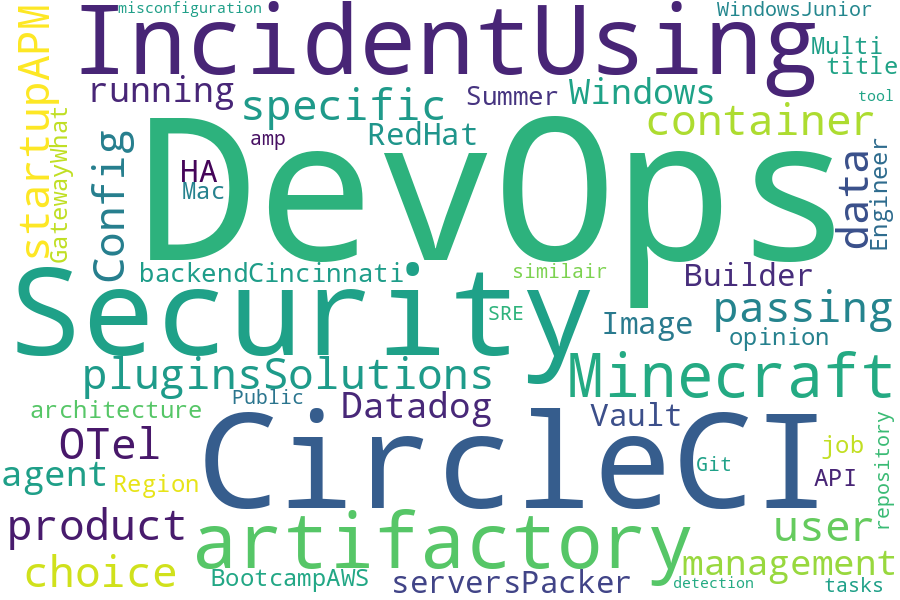 misconfiguration
WindowsJunior
IncidentUsing
Multi
title
startupAPM
running
specific
Summer
Windows
tool
container
amp
RedHat
DevOps
GatewayWhat
Config
HA
Mac
data
Engineer
backendCincinnati
similair
Builder
Security
SRE
Image
passing
opinion
pluginsSolutions
Minecraft
Public
Datadog
architecture
Vault
OTel
CircleCI
job
repository
agent
Region
Git
API
product
artifactory
user
management
choice
BootcampAWS
serversPacker
detection
tasks